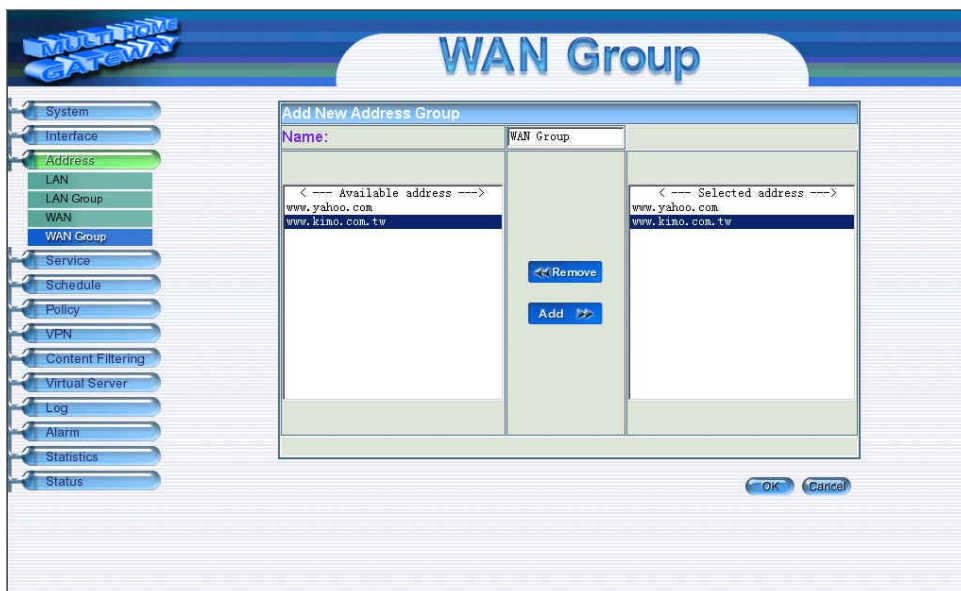 MULTI HOME
GATEWAY
WAN Group
System
Interface
Address
LAN
LAN Group
WAN
WAN Group
Service
Schedule
Policy
VPN
Content Filtering
Virtual Server
Log
Alarm
Statistics
Status
Add New Address Group
Name:
WAN Group
< --- Available address --->
www.yahoo.com
www.kimo.com.tw
Remove
Add
< --- Selected address --->
www.yahoo.com
www.kimo.com.tw
OK
Cancel